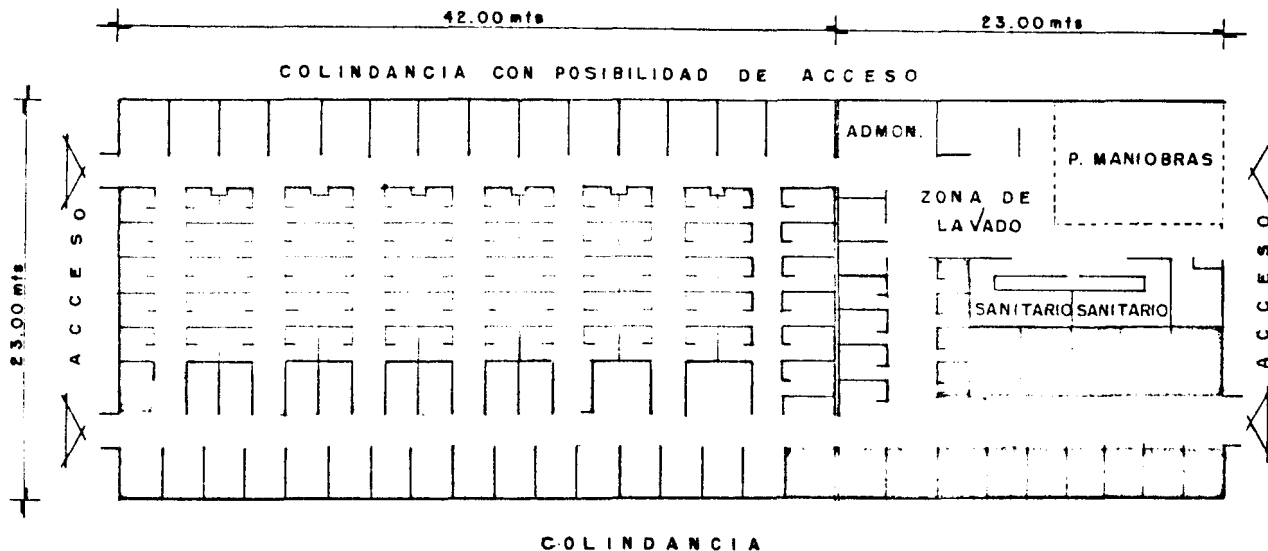 42.00 mts
23.00 mts
COLINDANCIA CON POSIBILIDAD DE ACCESO
ADMON.
P. MANIOBRAS
ZONA DE
LAVADO
23.00 mts
ACCESO
ACCESO
SANITARIO SANITARIO
COLINDANCIA